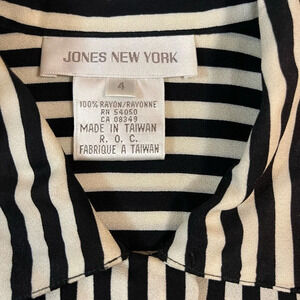 JONES NEW YORK
4
100% RAYON/RAYONNE
RN 54050
CA 08349
MADE IN TAIWAN
R. O. C.
FABRIQUE A TAIWAN